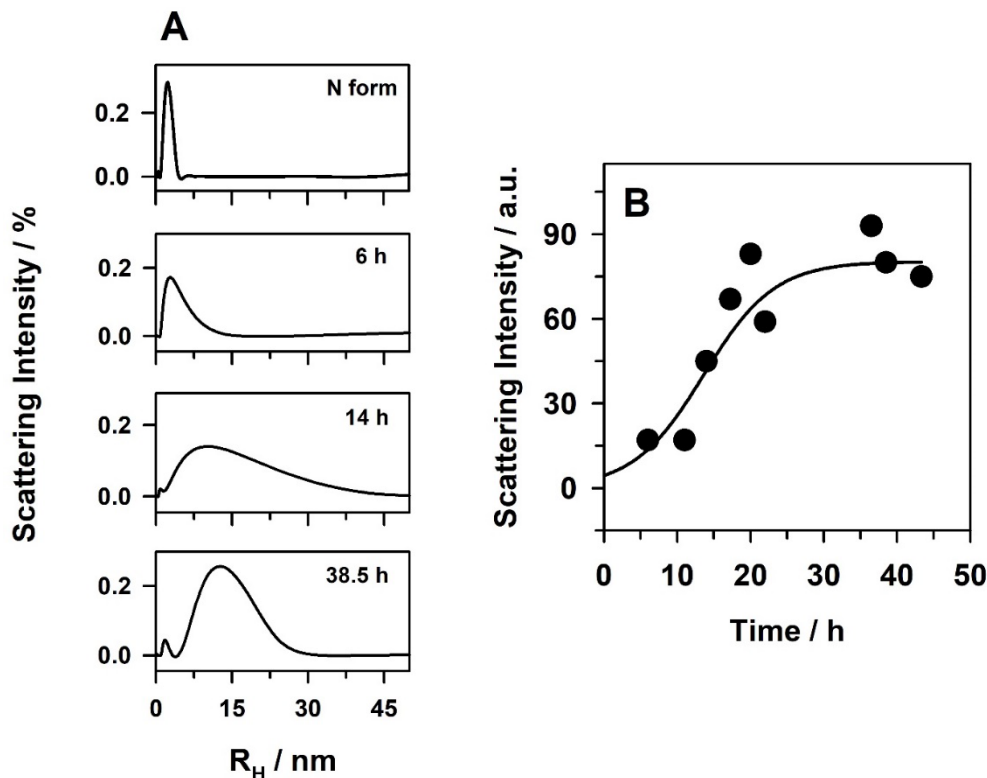 A
Scattering Intensity / %
N form
0.2
0.0
6 h
0.2
0.0
14 h
0.2
0.0
38.5 h
0.2
0.0
0 15 30 45
R_H / nm
B
Scattering Intensity / a.u.
90
60
30
0
0 10 20 30 40 50
Time / h